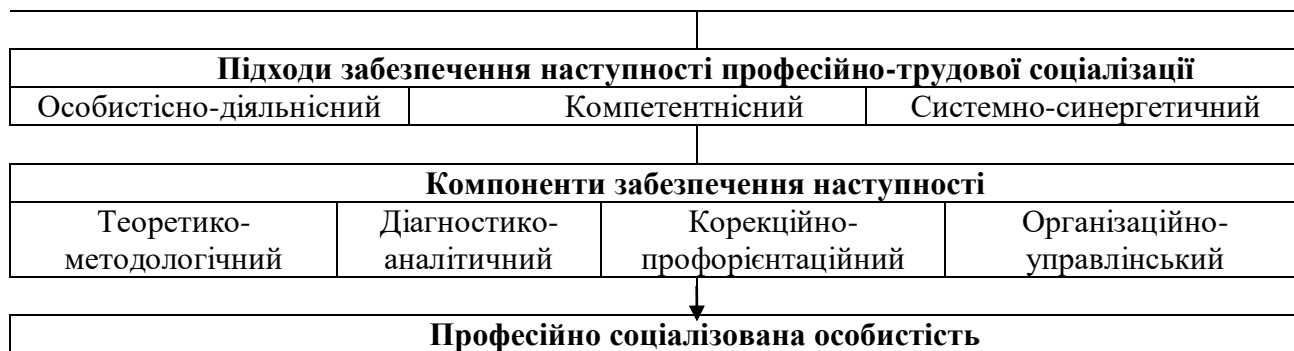 Підходи забезпечення наступності професійно-трудової соціалізації
Особистісно-діяльнісний Компетентнісний Системно-синергетичний
Компоненти забезпечення наступності
Теоретико- Діагностико- Корекційно- Організаційно-
методологічний аналітичний профорієнтаційний управлінський
Професійно соціалізована особистість